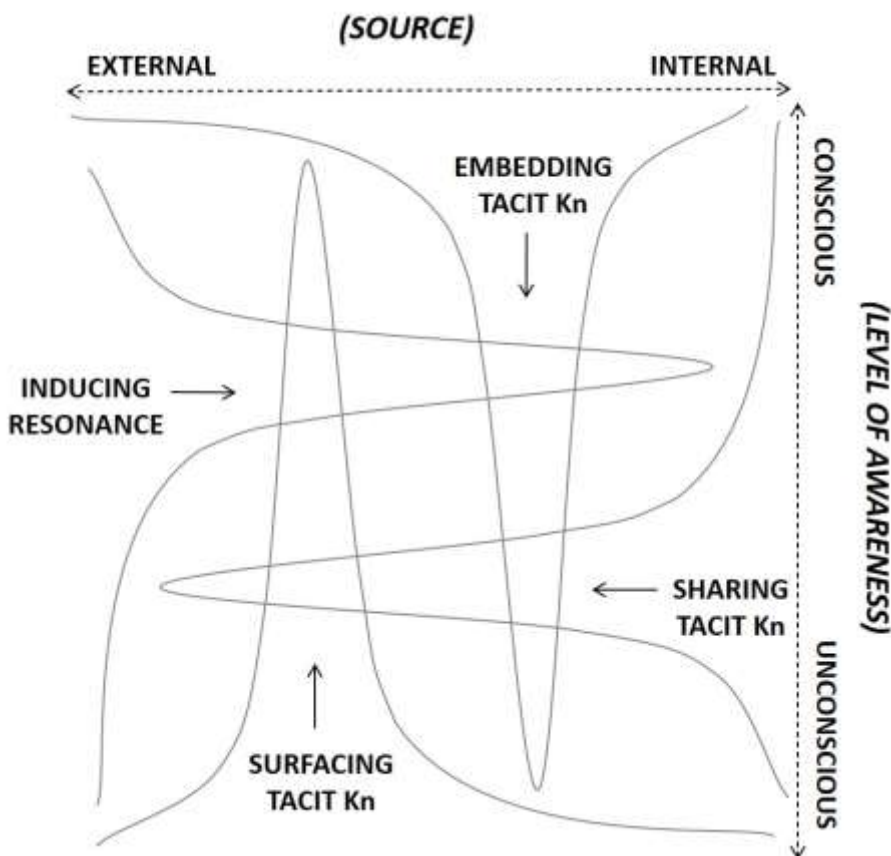 (SOURCE)
EXTERNAL
INTERNAL
CONSCIOUS
EMBEDDING
TACIT Kn
(LEVEL OF AWARENESS)
INDUCING
RESONANCE
SHARING
TACIT Kn
UNCONSCIOUS
SURFACING
TACIT Kn